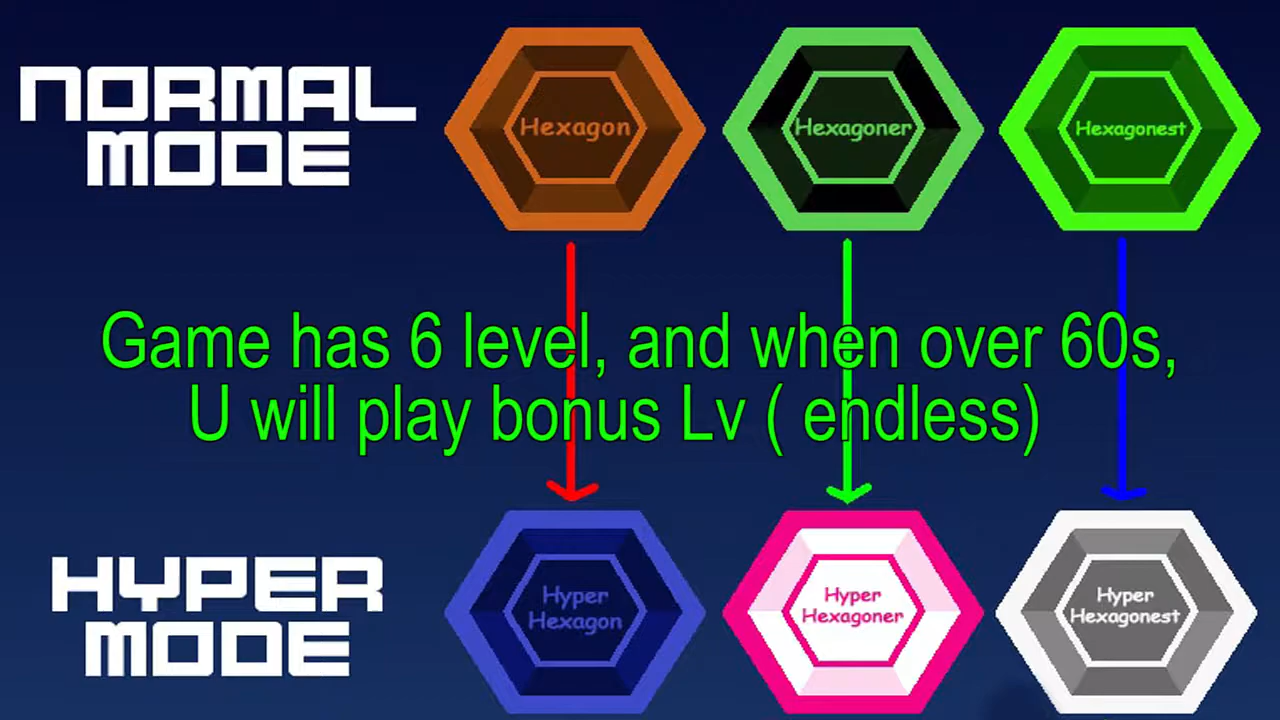 NORMAL
MODE
Hexagon
Hexagoner
Hexagonest
Game has 6 level, and when over 60s,
U will play bonus Lv ( endless)
HYPER
MODE
Hyper
Hexagon
Hyper
Hexagoner
Hyper
Hexagonest